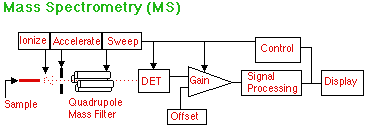 Mass Spectrometry (MS)
Ionize Accelerate Sweep
Control
DET
Gain
Signal
Processing
Display
Sample
Quadrupole
Mass Filter
Offset